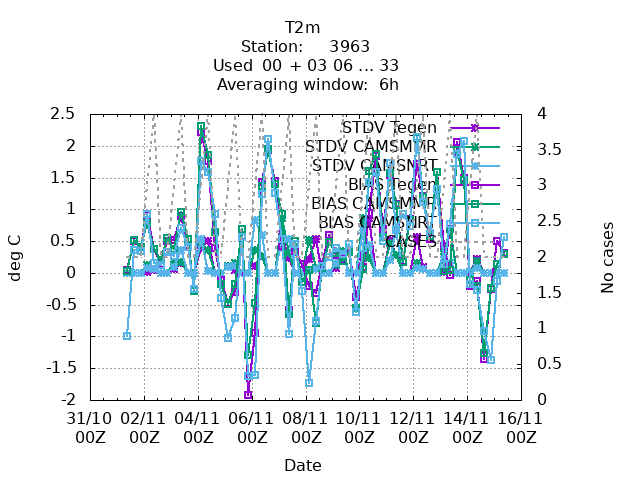 T2m
Station: 3963
Used 00 + 03 06 ... 33
Averaging window: 6h
STDV Tegen
STDV CAMSMMR
STDV CAMSNRT
BIAS Tegen
BIAS CAMSMMR
BIAS CAMSNRT
CASES
2.5
2
1.5
1
0.5
0
-0.5
-1
-1.5
-2
deg C
4
3.5
3
2.5
2
1.5
1
0.5
0
No cases
31/10 02/11 04/11 06/11 08/11 10/11 12/11 14/11 16/11
00Z 00Z 00Z 00Z 00Z 00Z 00Z 00Z 00Z
Date